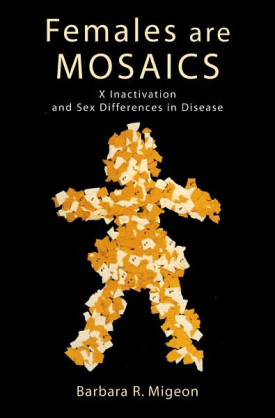 Females are
MOSAICS
X Inactivation
and Sex Differences in Disease
Barbara R. Migeon